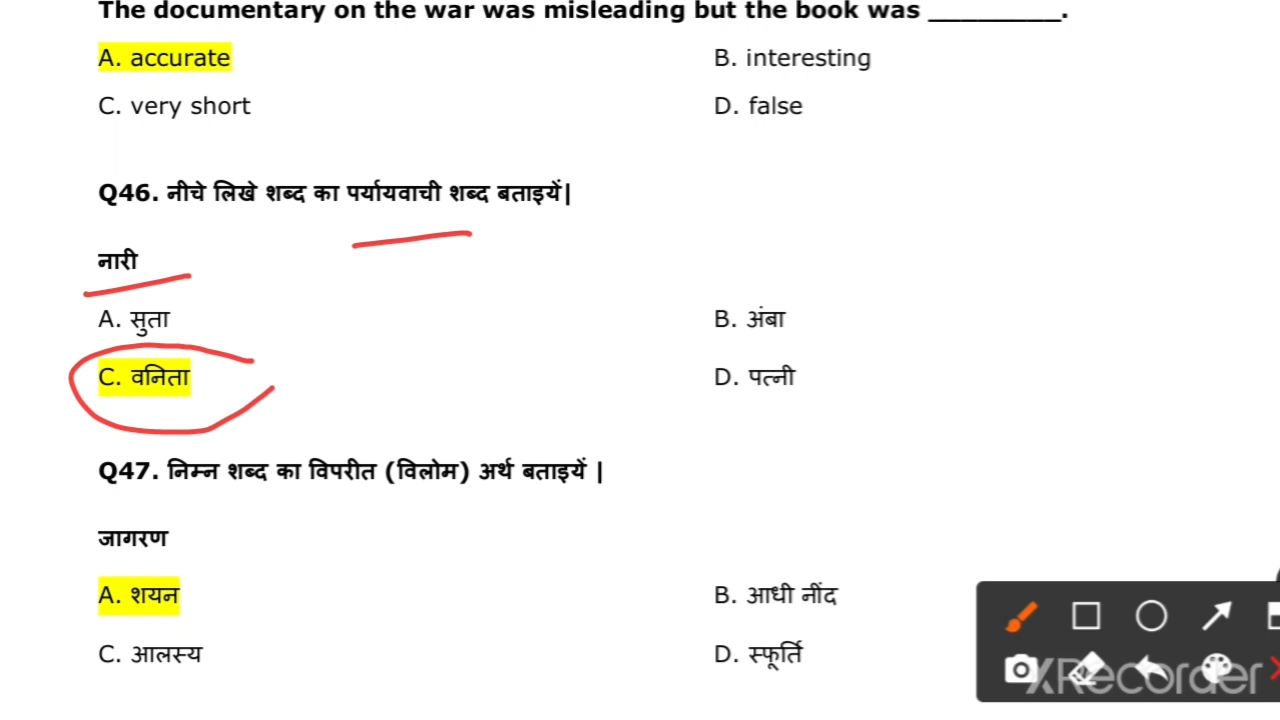 The documentary on the war was misleading but the book was _________.
A. accurate
B. interesting
C. very short
D. false
Q46. नीचे लिखे शब्द का पर्यायवाची शब्द बताइयें|
नारी
A. सुता
B. अंबा
C. वनिता
D. पत्नी
Q47. निम्न शब्द का विपरीत (विलोम) अर्थ बताइयें |
जागरण
A. शयन
B. आधी नींद
C. आलस्य
D. स्फूर्ति
XRecorder